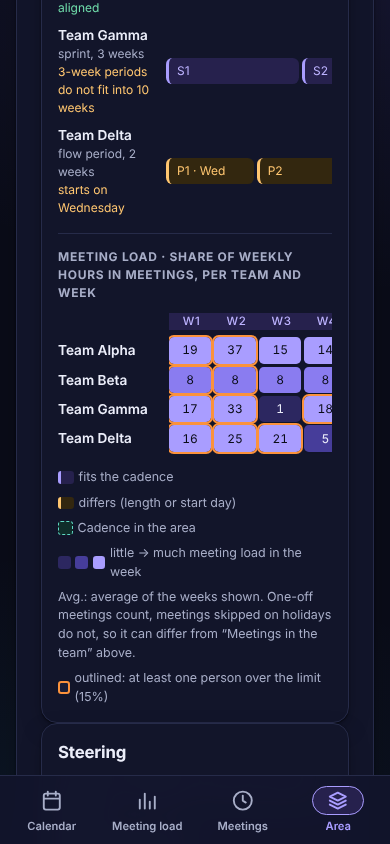 aligned
Team Gamma
sprint, 3 weeks
3-week periods
do not fit into 10
weeks
S1
S2
Team Delta
flow period, 2
weeks
starts on
Wednesday
P1 · Wed
P2
MEETING LOAD · SHARE OF WEEKLY
HOURS IN MEETINGS, PER TEAM AND
WEEK
W1 W2 W3 W4
Team Alpha 19 37 15 14
Team Beta 8 8 8 8
Team Gamma 17 33 1 18
Team Delta 16 25 21 5
fits the cadence
differs (length or start day)
Cadence in the area
little → much meeting load in the
week
Avg.: average of the weeks shown. One-off
meetings count, meetings skipped on holidays
do not, so it can differ from “Meetings in the
team” above.
outlined: at least one person over the limit
(15%)
Steering
Calendar
Meeting load
Meetings
Area